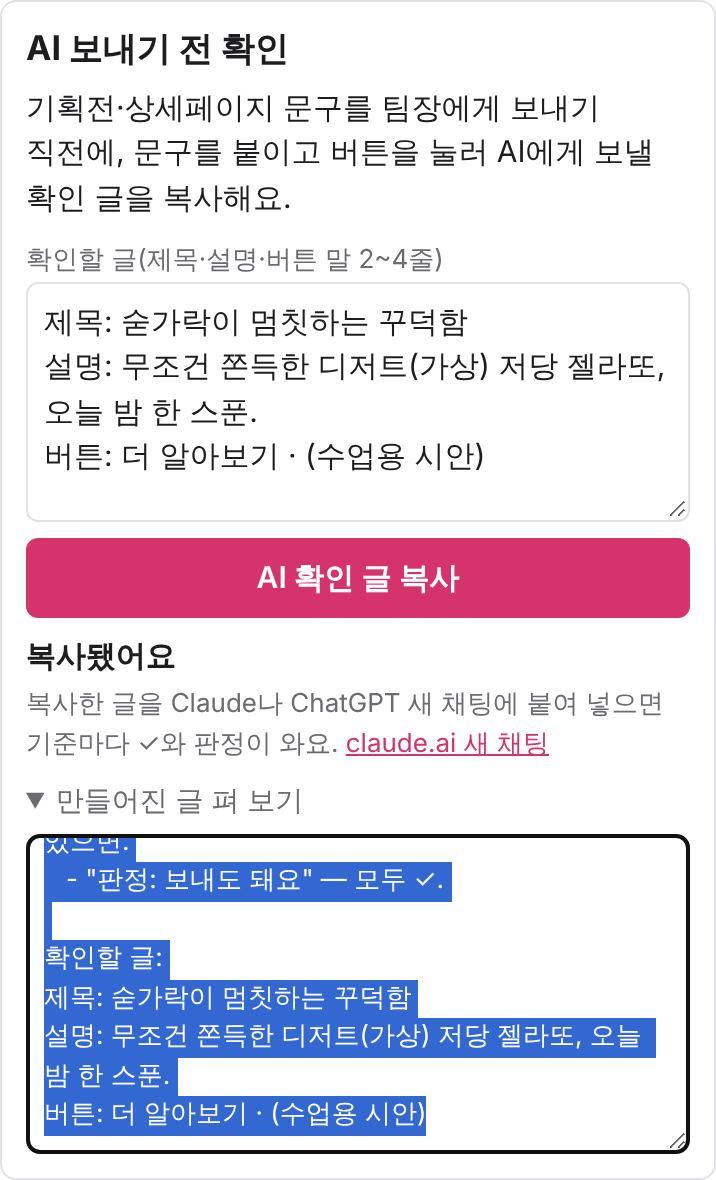 AI 보내기 전 확인
기획전·상세페이지 문구를 팀장에게 보내기
직전에, 문구를 붙이고 버튼을 눌러 AI에게 보낼
확인 글을 복사해요.
확인할 글(제목·설명·버튼 말 2~4줄)
제목: 숟가락이 멈칫하는 꾸덕함
설명: 무조건 쫀득한 디저트(가상) 저당 젤라또,
오늘 밤 한 스푼.
버튼: 더 알아보기 · (수업용 시안)
AI 확인 글 복사
복사됐어요
복사한 글을 Claude나 ChatGPT 새 채팅에 붙여 넣으면
기준마다 ✓와 판정이 와요. claude.ai 새 채팅
▼ 만들어진 글 펴 보기
있으면.
- "판정: 보내도 돼요" — 모두 ✓.
확인할 글:
제목: 숟가락이 멈칫하는 꾸덕함
설명: 무조건 쫀득한 디저트(가상) 저당 젤라또, 오늘
밤 한 스푼.
버튼: 더 알아보기 · (수업용 시안)